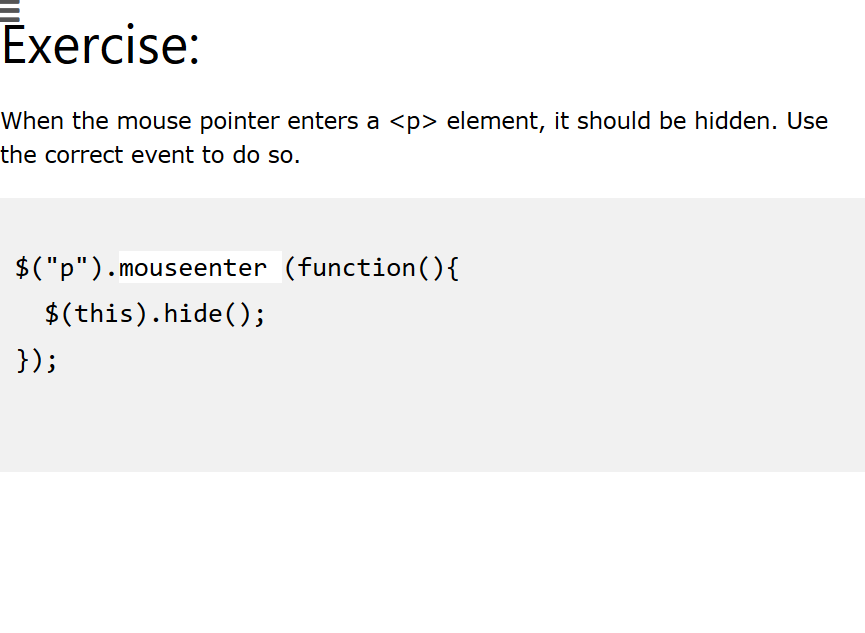 Exercise:
When the mouse pointer enters a <p> element, it should be hidden. Use
the correct event to do so.
$("p").mouseenter (function(){
  $(this).hide();
});